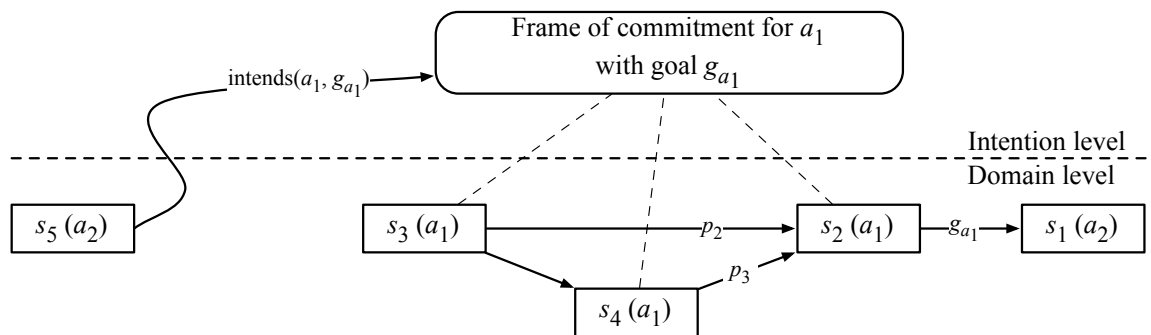 Frame of commitment for a₁
with goal gₐ₁
intends(a₁, gₐ₁)
Intention level
Domain level
s₅ (a₂)
s₃ (a₁)
p₂
s₂ (a₁)
gₐ₁
s₁ (a₂)
p₃
s₄ (a₁)